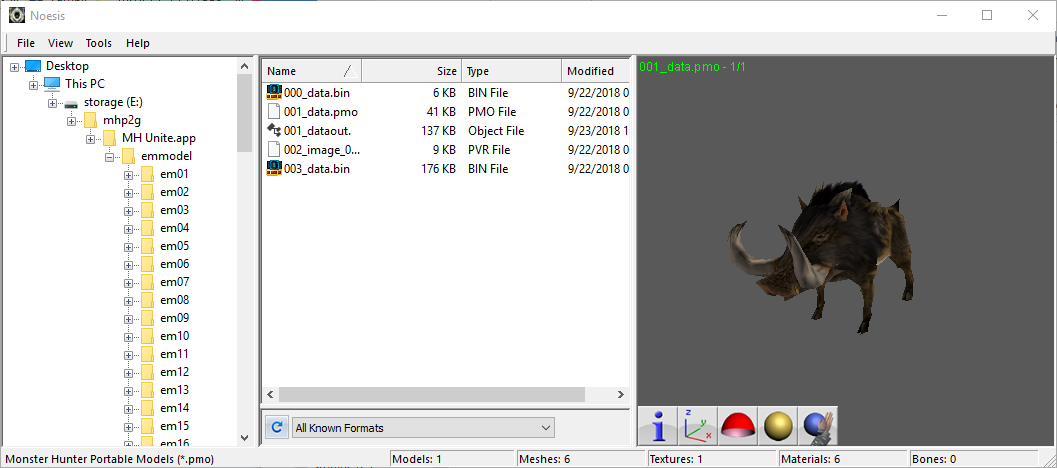 Noesis
File View Tools Help
Desktop
This PC
storage (E:)
mhp2g
MH Unite.app
emmodel
em01
em02
em03
em04
em05
em06
em07
em08
em09
em10
em11
em12
em13
em14
em15
em16
Name Size Type Modified
000_data.bin 6 KB BIN File 9/22/2018 0
001_data.pmo 41 KB PMO File 9/22/2018 0
001_dataout. 137 KB Object File 9/23/2018 1
002_image_0... 9 KB PVR File 9/22/2018 0
003_data.bin 176 KB BIN File 9/22/2018 0
All Known Formats
001_data.pmo - 1/1
z
y
x
Monster Hunter Portable Models (*.pmo) Models: 1 Meshes: 6 Textures: 1 Materials: 6 Bones: 0